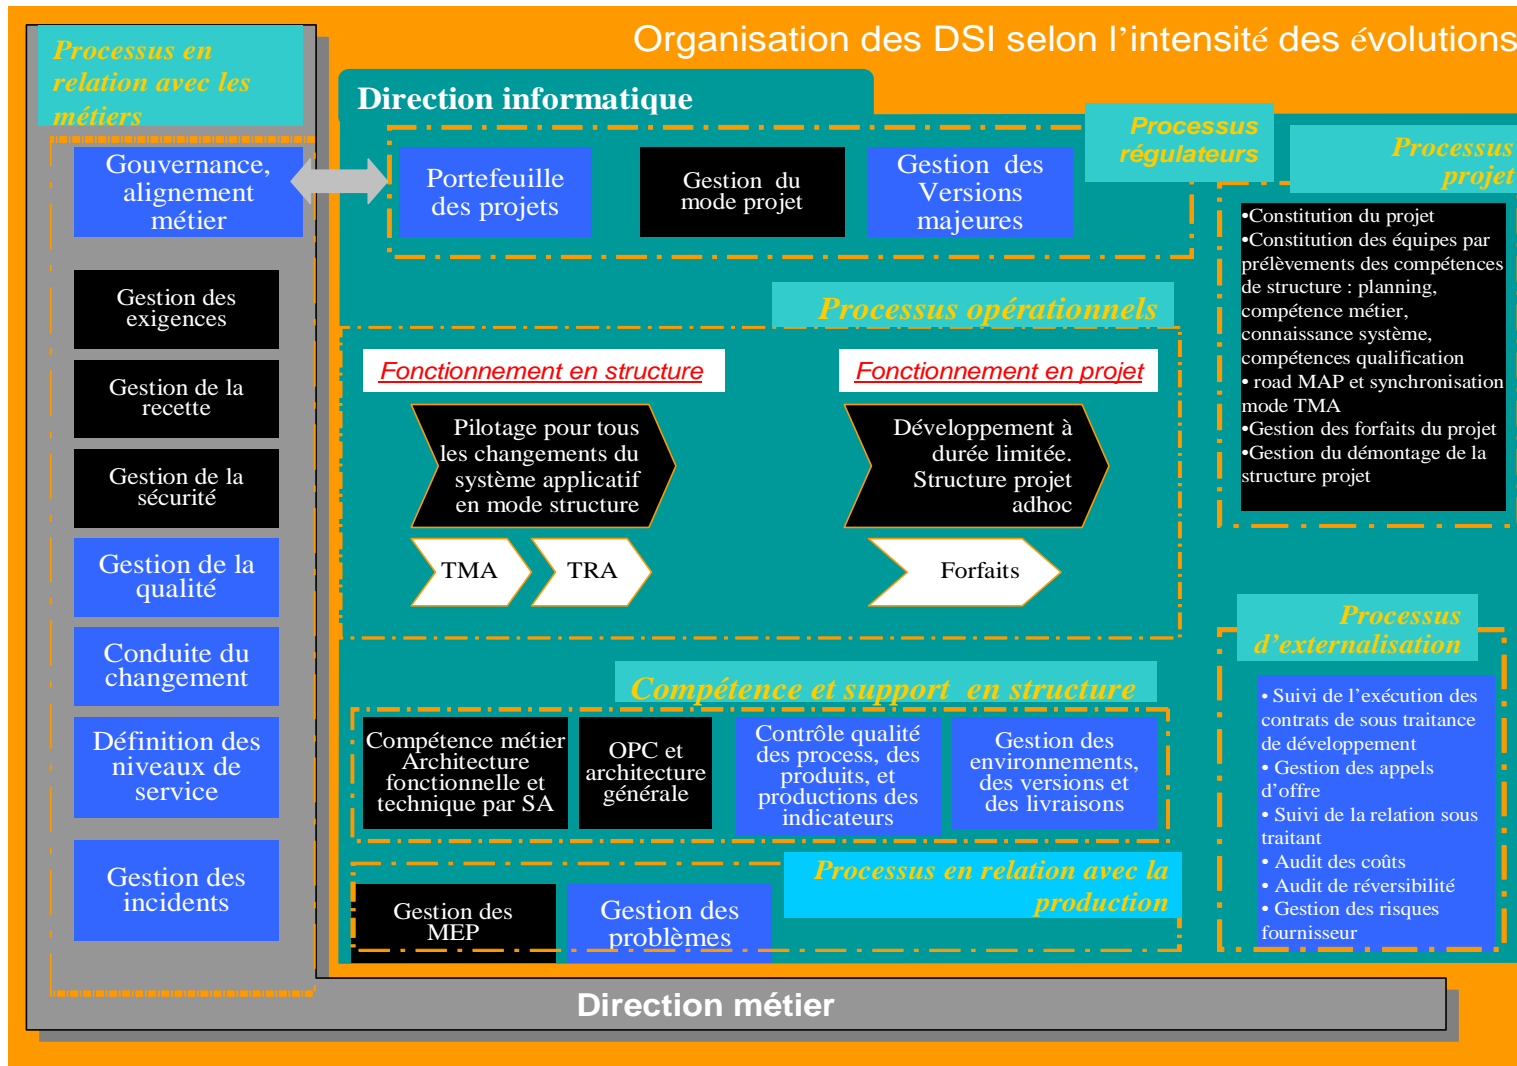 Organisation des DSI selon l’intensité des évolutions
Processus en
relation avec les
métiers
Gouvernance,
alignement
métier
Gestion des
exigences
Gestion de la
recette
Gestion de la
sécurité
Gestion de la
qualité
Conduite du
changement
Définition des
niveaux de
service
Gestion des
incidents
Direction informatique
Portefeuille
des projets
Gestion du
mode projet
Gestion des
Versions
majeures
Processus
régulateurs
Processus opérationnels
Fonctionnement en structure
Pilotage pour tous
les changements du
système applicatif
en mode structure
TMA
TRA
Fonctionnement en projet
Développement à
durée limitée.
Structure projet
adhoc
Forfaits
Compétence et support en structure
Compétence métier
Architecture
fonctionnelle et
technique par SA
OPC et
architecture
générale
Contrôle qualité
des process, des
produits, et
productions des
indicateurs
Gestion des
environnements,
des versions et
des livraisons
Processus en relation avec la
production
Gestion des
MEP
Gestion des
problèmes
Processus
projet
•Constitution du projet
•Constitution des équipes par
prélèvements des compétences
de structure : planning,
compétence métier,
connaissance système,
compétences qualification
• road MAP et synchronisation
mode TMA
•Gestion des forfaits du projet
•Gestion du démontage de la
structure projet
Processus
d’externalisation
• Suivi de l’exécution des
contrats de sous traitance
de développement
• Gestion des appels
d’offre
• Suivi de la relation sous
traitant
• Audit des coûts
• Audit de réversibilité
• Gestion des risques
fournisseur
Direction métier